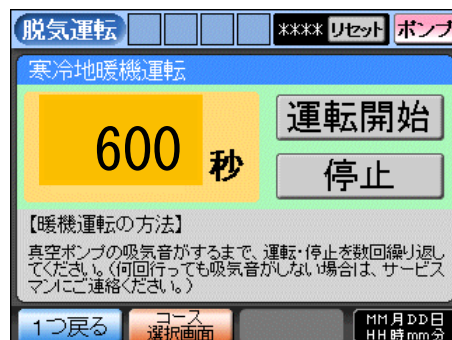 脱気運転 **** リセット ポンプ
寒冷地暖機運転
600 秒
運転開始
停止
【暖機運転の方法】
真空ポンプの吸気音がするまで、運転・停止を数回繰り返し
てください。(何回行っても吸気音がしない場合は、サービス
マンにご連絡ください。)
1つ戻る
コース
選択画面
MM月DD日
HH時mm分